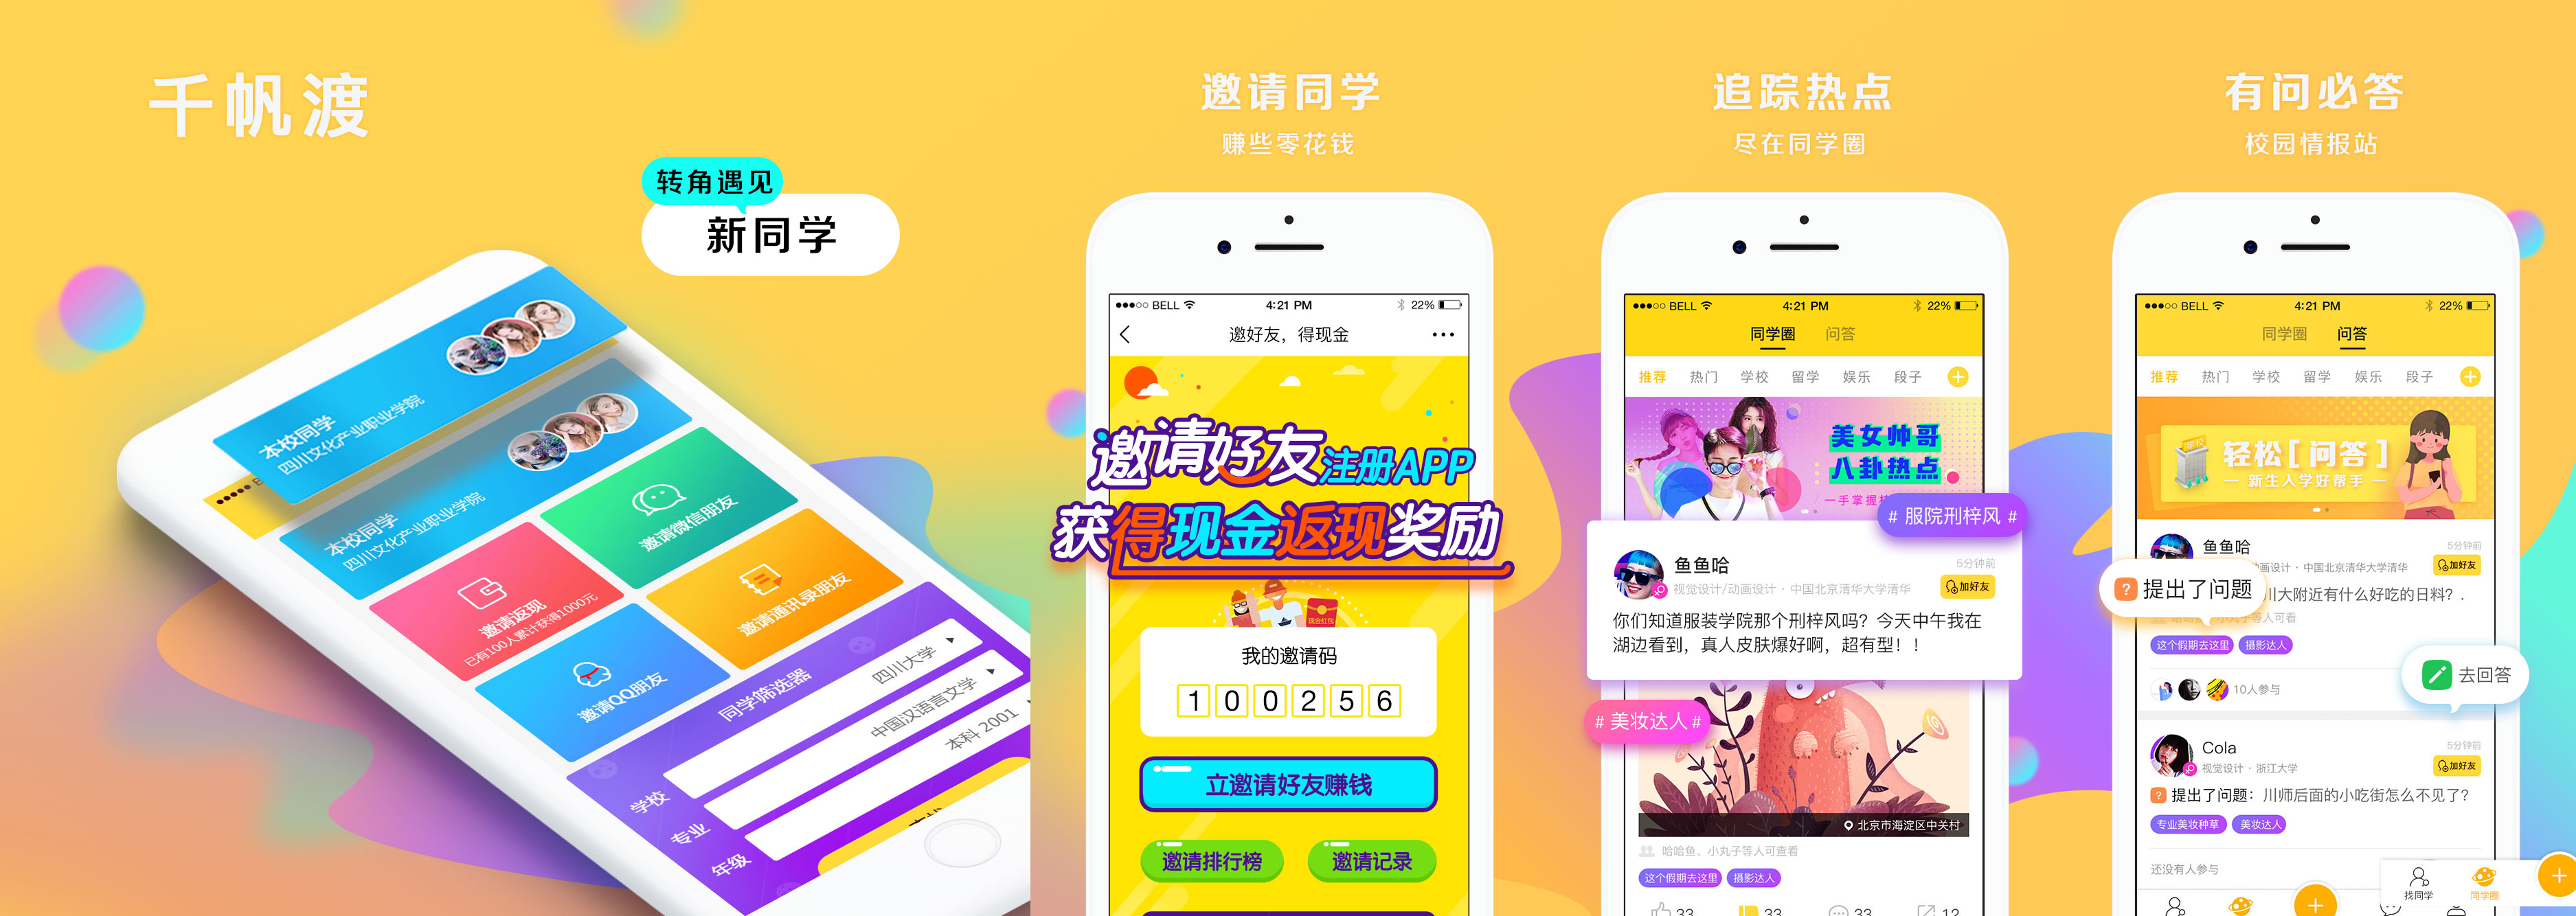 千帆渡
转角遇见
新同学
本校同学
四川文化产业职业学院
本校同学
四川文化产业职业学院
邀请返现
已有100人累计获得1000元
邀请微信朋友
邀请QQ朋友
邀请通讯录朋友
同学筛选器
学校
四川大学
专业
中国汉语言文学
年级
本科 2001
邀请同学
赚些零花钱
BELL 4:21 PM 22%
邀好友，得现金
邀请好友注册APP
获得现金返现奖励
现金红包
我的邀请码
1 0 0 2 5 6
立邀请好友赚钱
邀请排行榜 邀请记录
追踪热点
尽在同学圈
BELL 4:21 PM 22%
同学圈 问答
推荐 热门 学校 留学 娱乐 段子
美女帅哥
八卦热点
一手掌握
# 服院刑梓风 #
鱼鱼哈
5分钟前
视觉设计/动画设计 · 中国北京清华大学清华
加好友
你们知道服装学院那个刑梓风吗？今天中午我在
湖边看到，真人皮肤爆好啊，超有型！！
# 美妆达人 #
北京市海淀区中关村
哈哈鱼、小丸子等人可查看
这个假期去这里 摄影达人
33 33 33 12
有问必答
校园情报站
BELL 4:21 PM 22%
同学圈 问答
推荐 热门 学校 留学 娱乐 段子
学校
轻松[问答]
新生入学好帮手
鱼鱼哈
5分钟前
动画设计 · 中国北京清华大学清华
加好友
? 提出了问题
川大附近有什么好吃的日料？.
小丸子等人可看
这个假期去这里 摄影达人
10人参与
去回答
Cola
5分钟前
视觉设计 · 浙江大学
加好友
? 提出了问题：川师后面的小吃街怎么不见了？
专业美妆种草 美妆达人
还没有人参与
找同学 同学圈